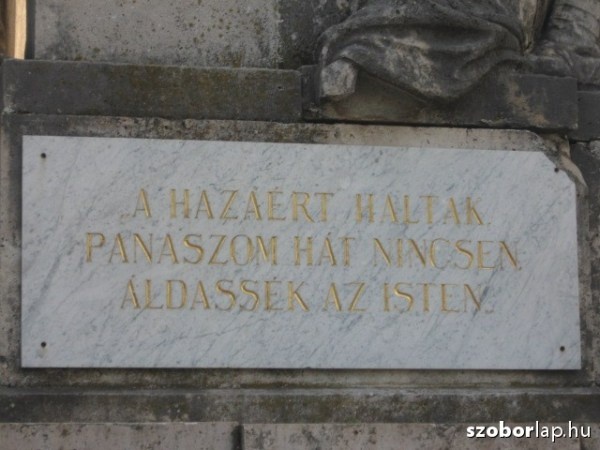 „A HAZÁÉRT HALTAK.
PANASZOM HÁT NINCSEN,
ÁLDASSÉK AZ ISTEN.”
szoborlap.hu